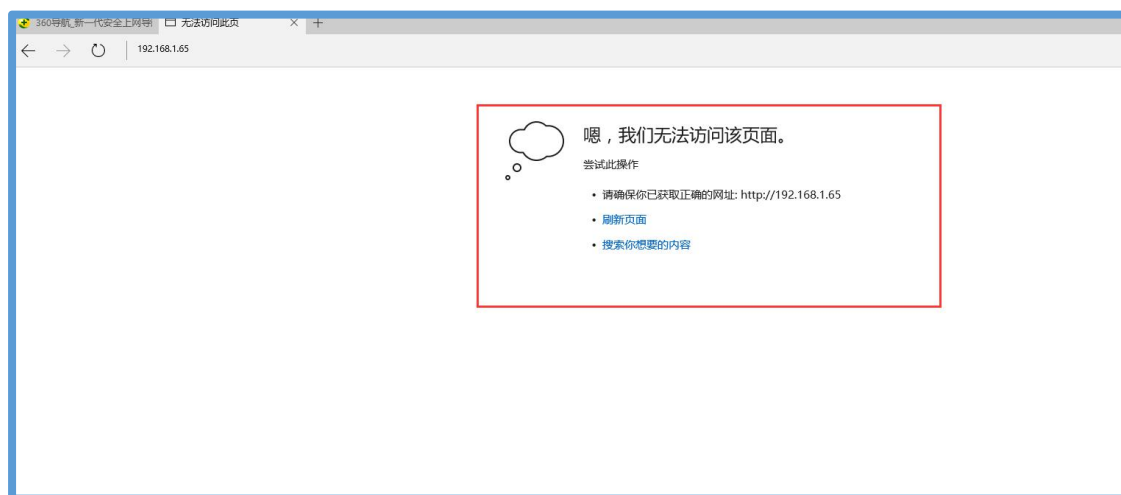 360导航_新一代安全上网导
无法访问此页
192.168.1.65
嗯，我们无法访问该页面。
尝试此操作
• 请确保你已获取正确的网址: http://192.168.1.65
• 刷新页面
• 搜索你想要的内容